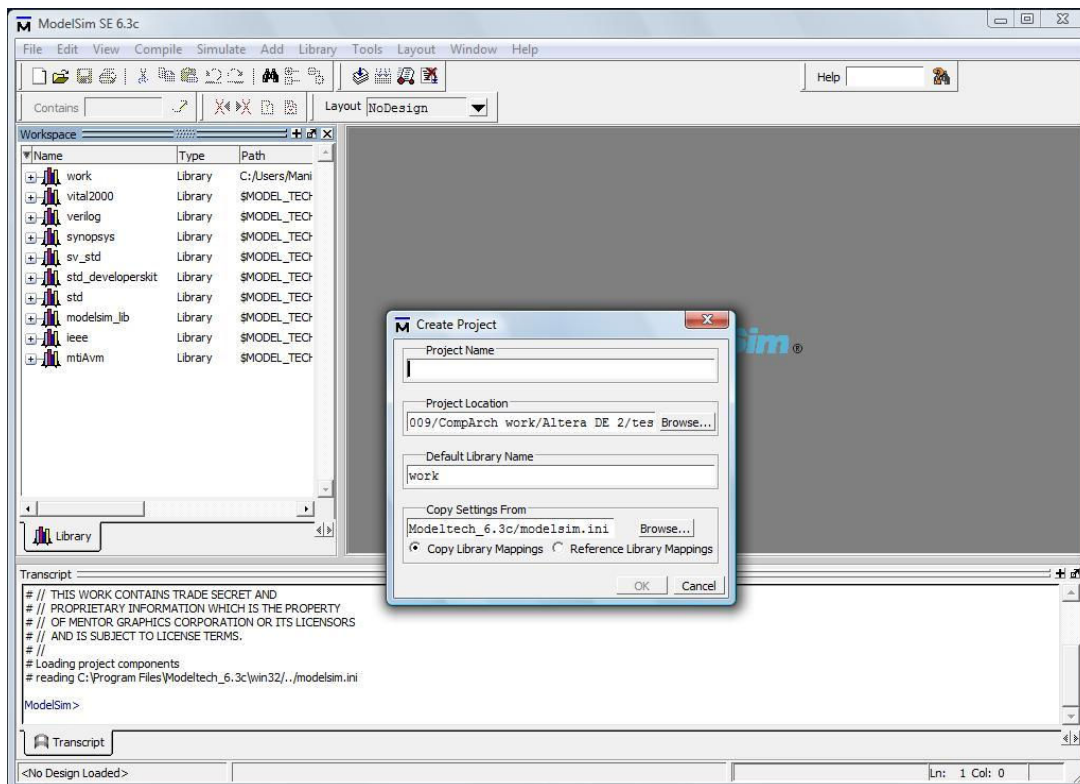 ModelSim SE 6.3c
File Edit View Compile Simulate Add Library Tools Layout Window Help
Help
Contains
Layout NoDesign
Workspace
Name Type Path
work Library C:/Users/Mani
vital2000 Library $MODEL_TECH
verilog Library $MODEL_TECH
synopsys Library $MODEL_TECH
sv_std Library $MODEL_TECH
std_developerskit Library $MODEL_TECH
std Library $MODEL_TECH
modelsim_lib Library $MODEL_TECH
ieee Library $MODEL_TECH
mtiAvm Library $MODEL_TECH
Library
Sim ®
Create Project
Project Name
Project Location
009/CompArch work/Altera DE 2/tes Browse...
Default Library Name
work
Copy Settings From
Modeltech_6.3c/modelsim.ini Browse...
Copy Library Mappings Reference Library Mappings
OK Cancel
Transcript
# // THIS WORK CONTAINS TRADE SECRET AND
# // PROPRIETARY INFORMATION WHICH IS THE PROPERTY
# // OF MENTOR GRAPHICS CORPORATION OR ITS LICENSORS
# // AND IS SUBJECT TO LICENSE TERMS.
# //
# Loading project components
# reading C:\Program Files\Modeltech_6.3c\win32/../modelsim.ini
ModelSim>
Transcript
<No Design Loaded> Ln: 1 Col: 0